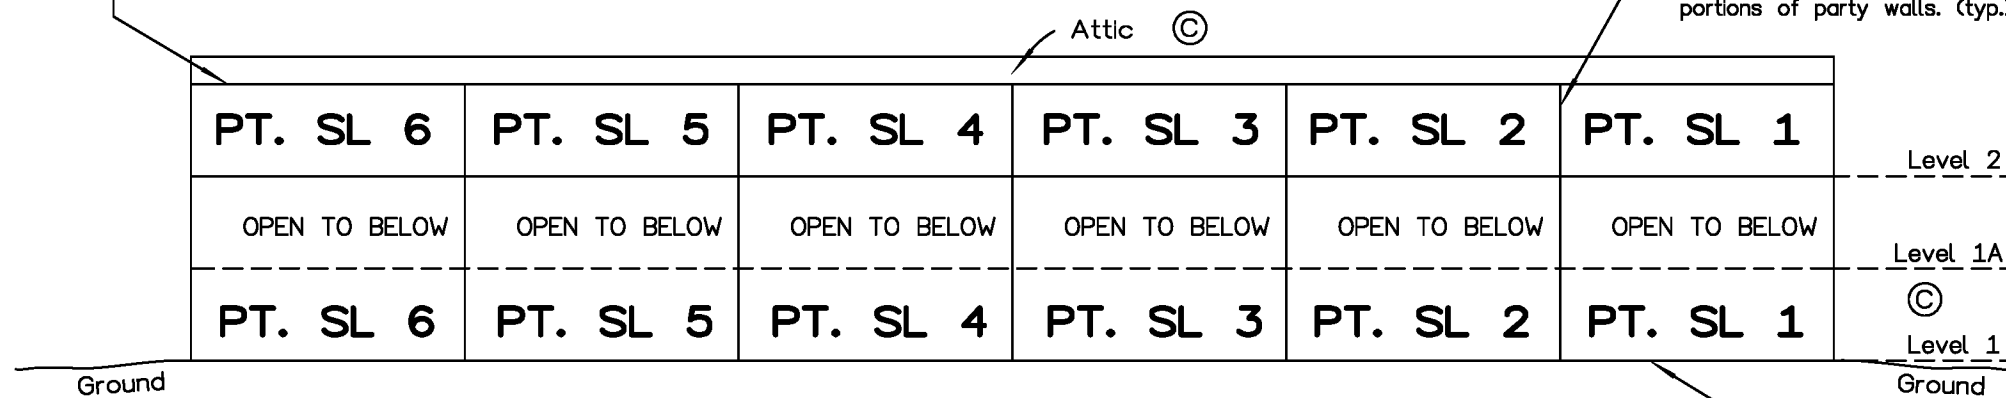 portions of party walls. (typ.)
Attic Ⓒ
PT. SL 6 PT. SL 5 PT. SL 4 PT. SL 3 PT. SL 2 PT. SL 1
Level 2
OPEN TO BELOW OPEN TO BELOW OPEN TO BELOW OPEN TO BELOW OPEN TO BELOW OPEN TO BELOW
Level 1A
Ⓒ
PT. SL 6 PT. SL 5 PT. SL 4 PT. SL 3 PT. SL 2 PT. SL 1
Level 1
Ground Ground